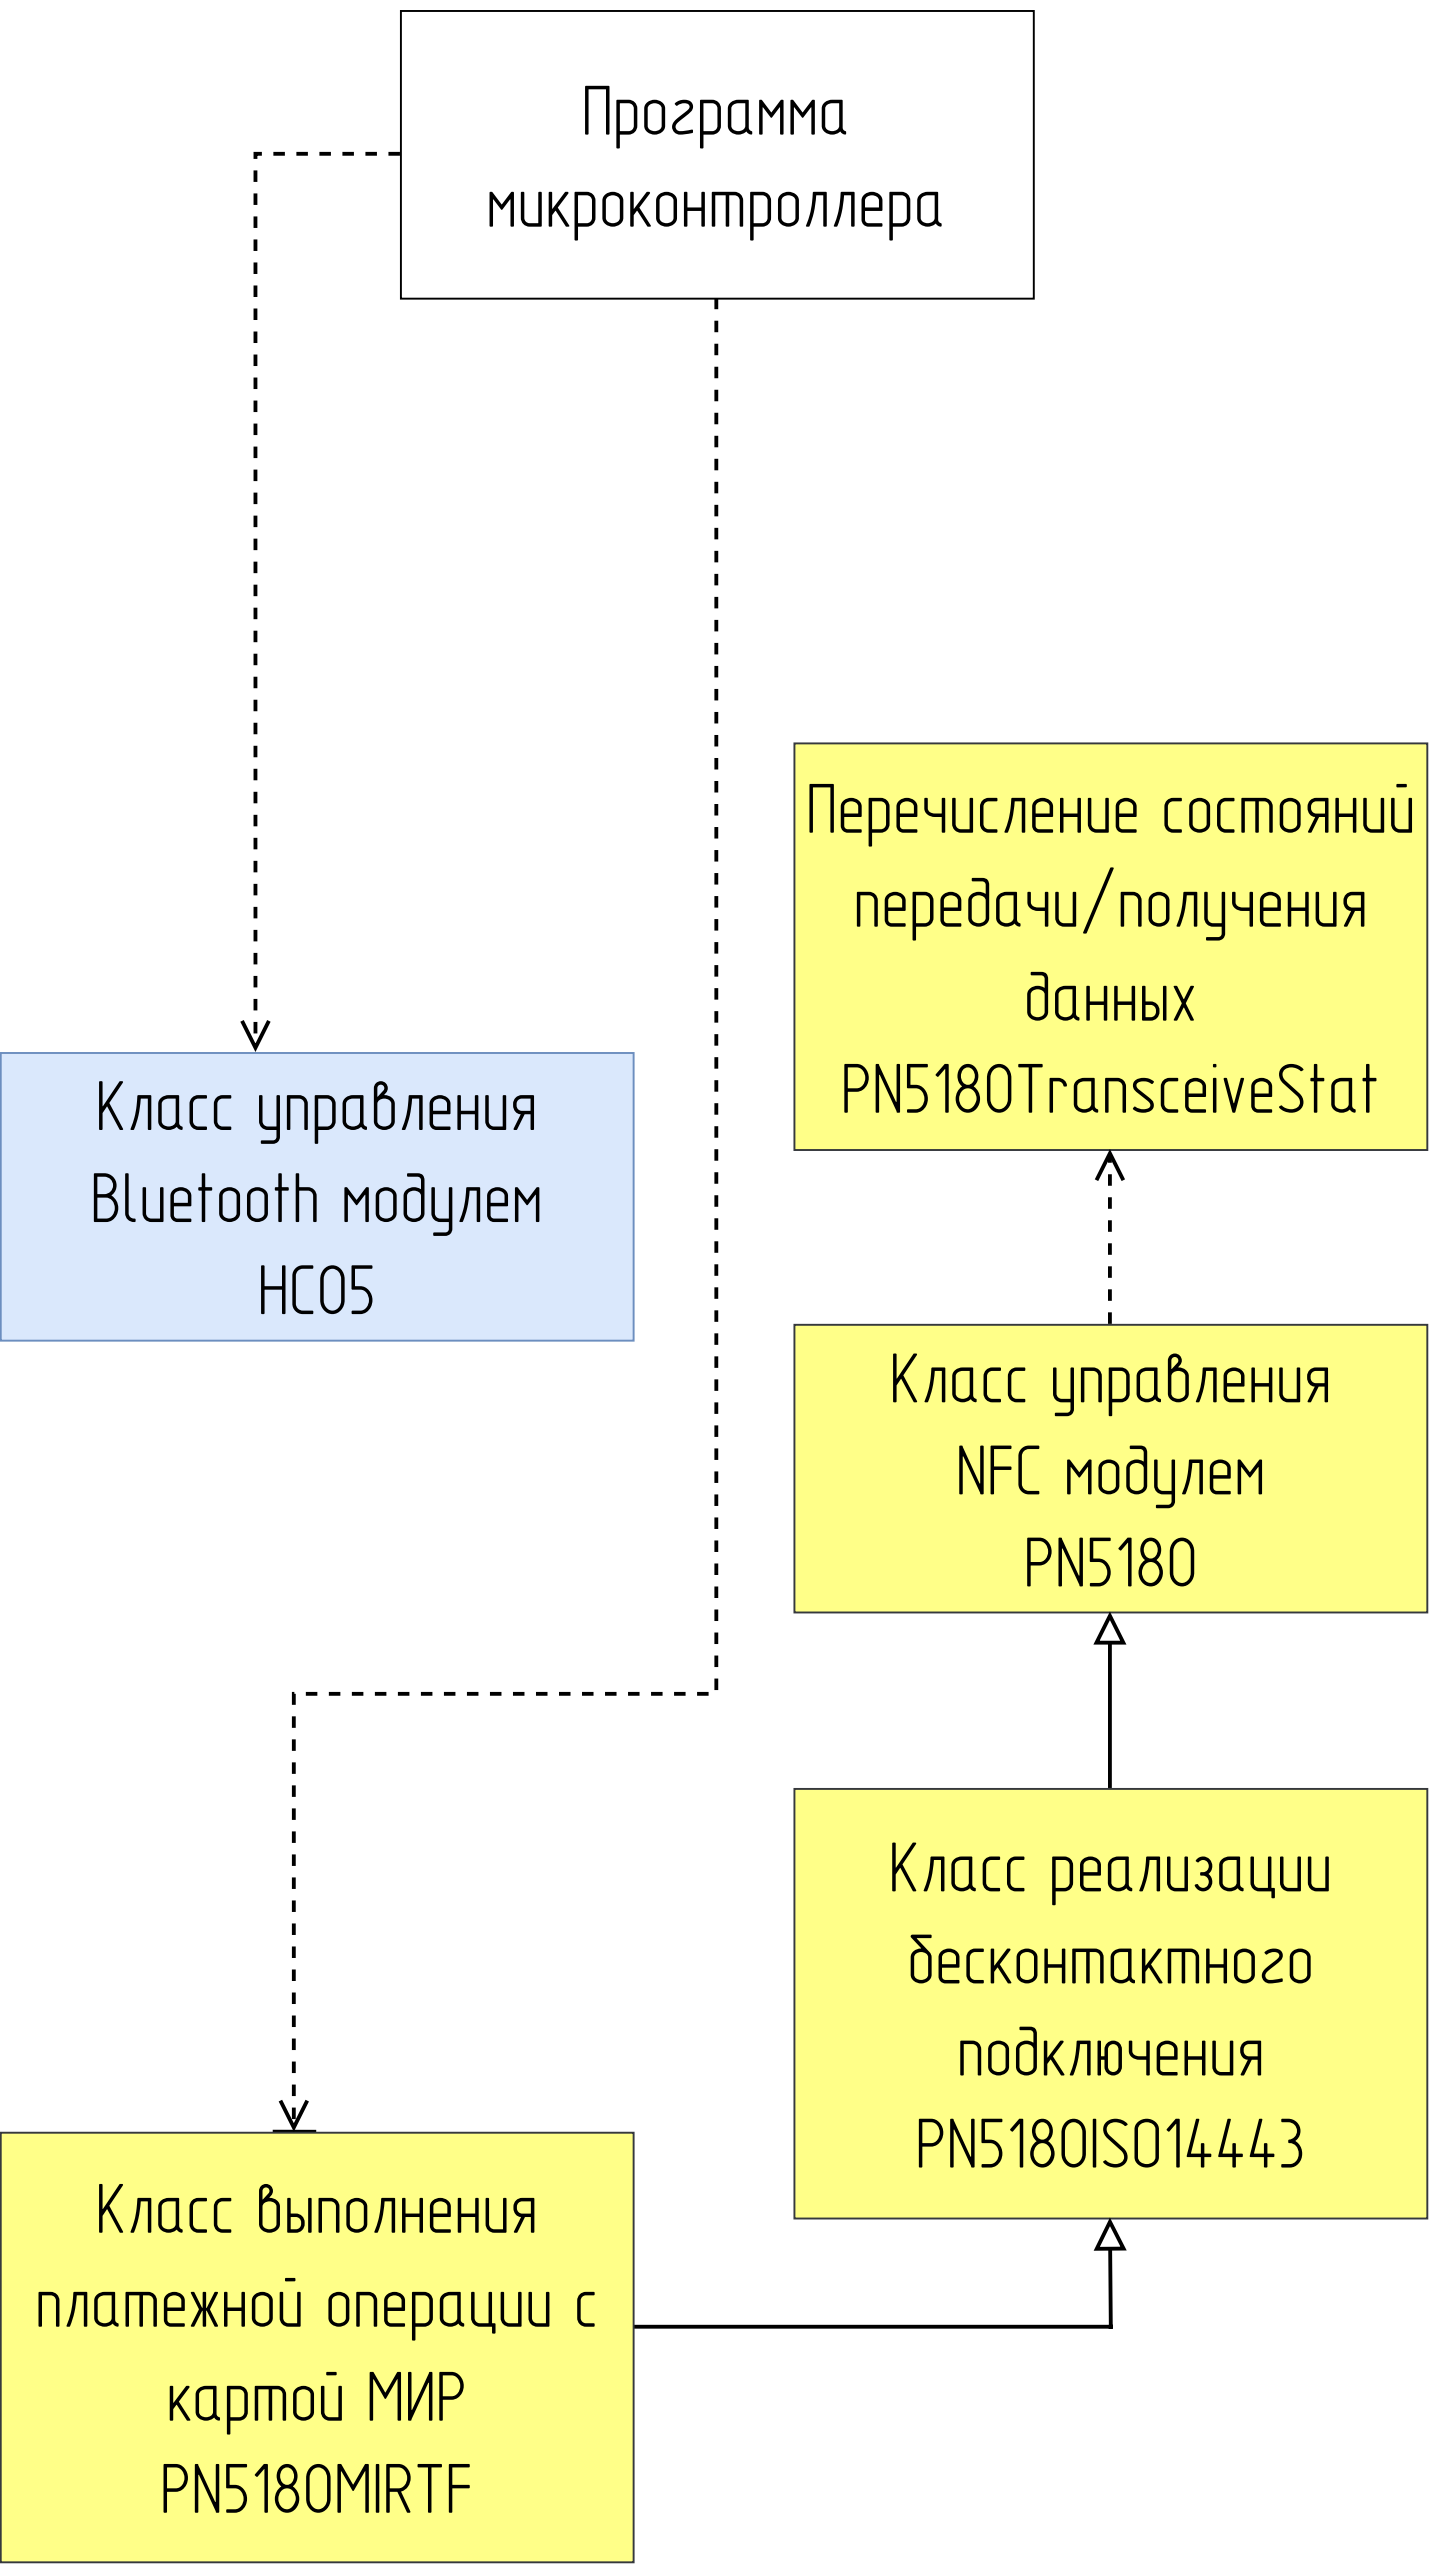 Программа
микроконтроллера
Перечисление состояний
передачи/получения
данных
PN5180TransceiveStat
Класс управления
Bluetooth модулем
HC05
Класс управления
NFC модулем
PN5180
Класс реализации
бесконтактного
подключения
PN5180ISO14443
Класс выполнения
платежной операции с
картой МИР
PN5180MIRTF